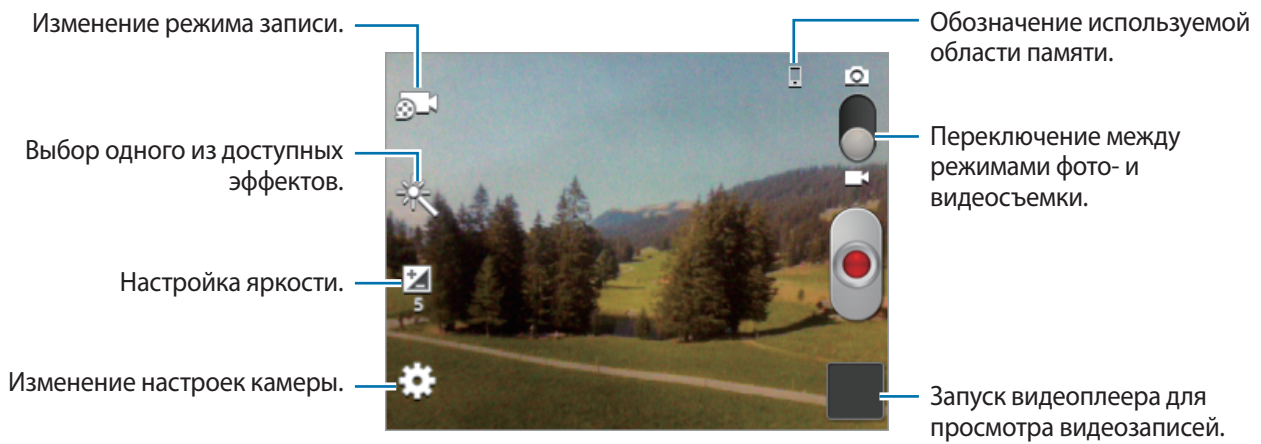 Изменение режима записи.
Выбор одного из доступных
эффектов.
Настройка яркости.
5
Изменение настроек камеры.
Обозначение используемой
области памяти.
Переключение между
режимами фото- и
видеосъемки.
Запуск видеоплеера для
просмотра видеозаписей.